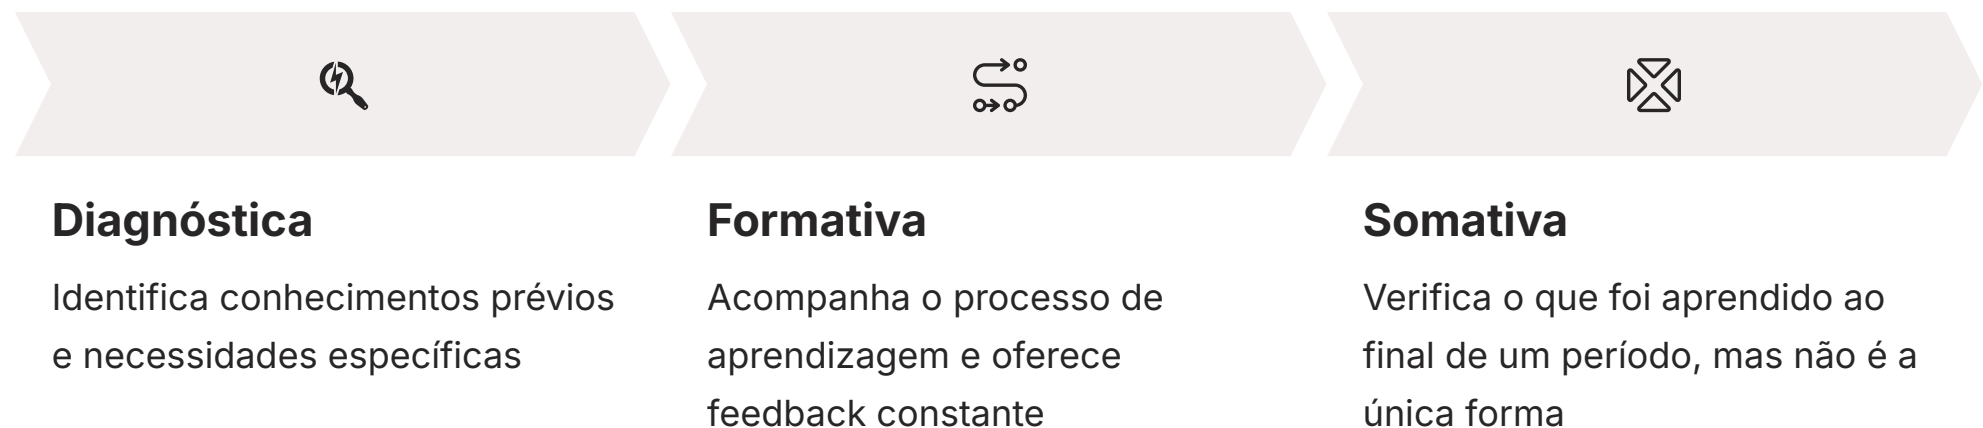 Diagnóstica
Identifica conhecimentos prévios
e necessidades específicas
Formativa
Acompanha o processo de
aprendizagem e oferece
feedback constante
Somativa
Verifica o que foi aprendido ao
final de um período, mas não é a
única forma